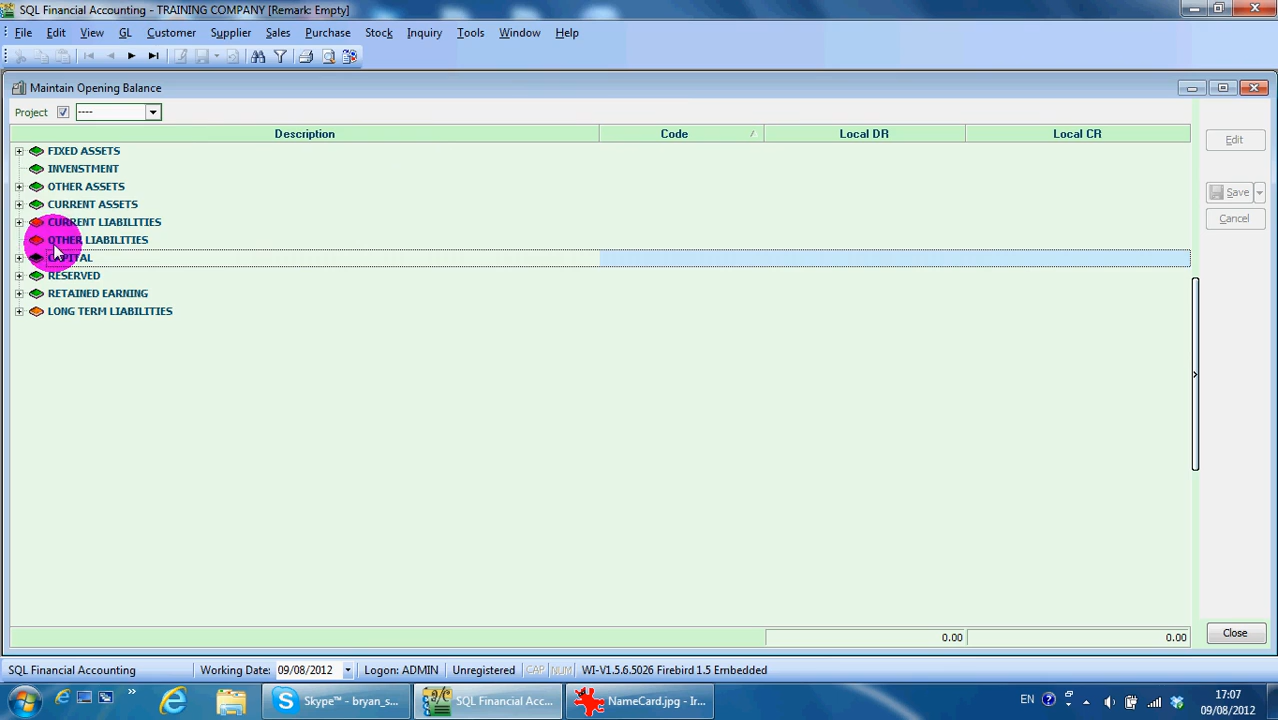 SQL Financial Accounting - TRAINING COMPANY [Remark: Empty]
File Edit View GL Customer Supplier Sales Purchase Stock Inquiry Tools Window Help
Maintain Opening Balance
Project ----
Description Code Local DR Local CR
FIXED ASSETS
Edit
INVENSTMENT
OTHER ASSETS
Save
CURRENT ASSETS
Cancel
CURRENT LIABILITIES
OTHER LIABILITIES
CAPITAL
RESERVED
RETAINED EARNING
LONG TERM LIABILITIES
0.00 0.00
Close
SQL Financial Accounting Working Date: 09/08/2012 Logon: ADMIN Unregistered CAP NUM WI-V1.5.6.5026 Firebird 1.5 Embedded
Skype™ - bryan_s... SQL Financial Acc... NameCard.jpg - Ir... EN 17:07
09/08/2012